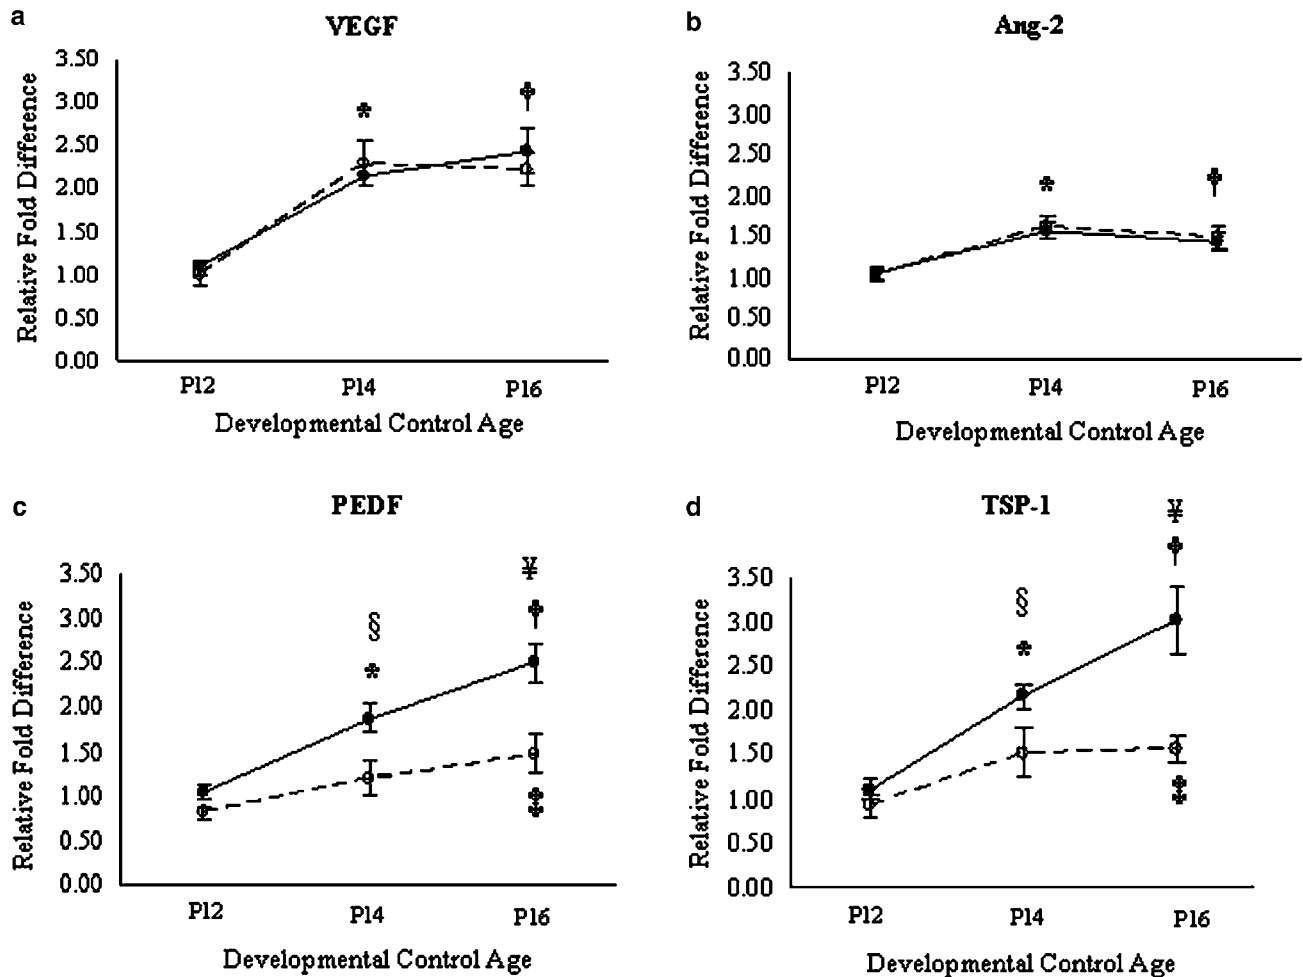 a
VEGF
3.50
3.00
2.50
2.00
1.50
1.00
0.50
0.00
Relative Fold Difference
*
†
P12
P14
P16
Developmental Control Age
b
Ang-2
3.50
3.00
2.50
2.00
1.50
1.00
0.50
0.00
Relative Fold Difference
*
†
P12
P14
P16
Developmental Control Age
c
PEDF
3.50
3.00
2.50
2.00
1.50
1.00
0.50
0.00
Relative Fold Difference
§
*
¥
†
‡
P12
P14
P16
Developmental Control Age
d
TSP-1
3.50
3.00
2.50
2.00
1.50
1.00
0.50
0.00
Relative Fold Difference
§
*
¥
†
‡
P12
P14
P16
Developmental Control Age